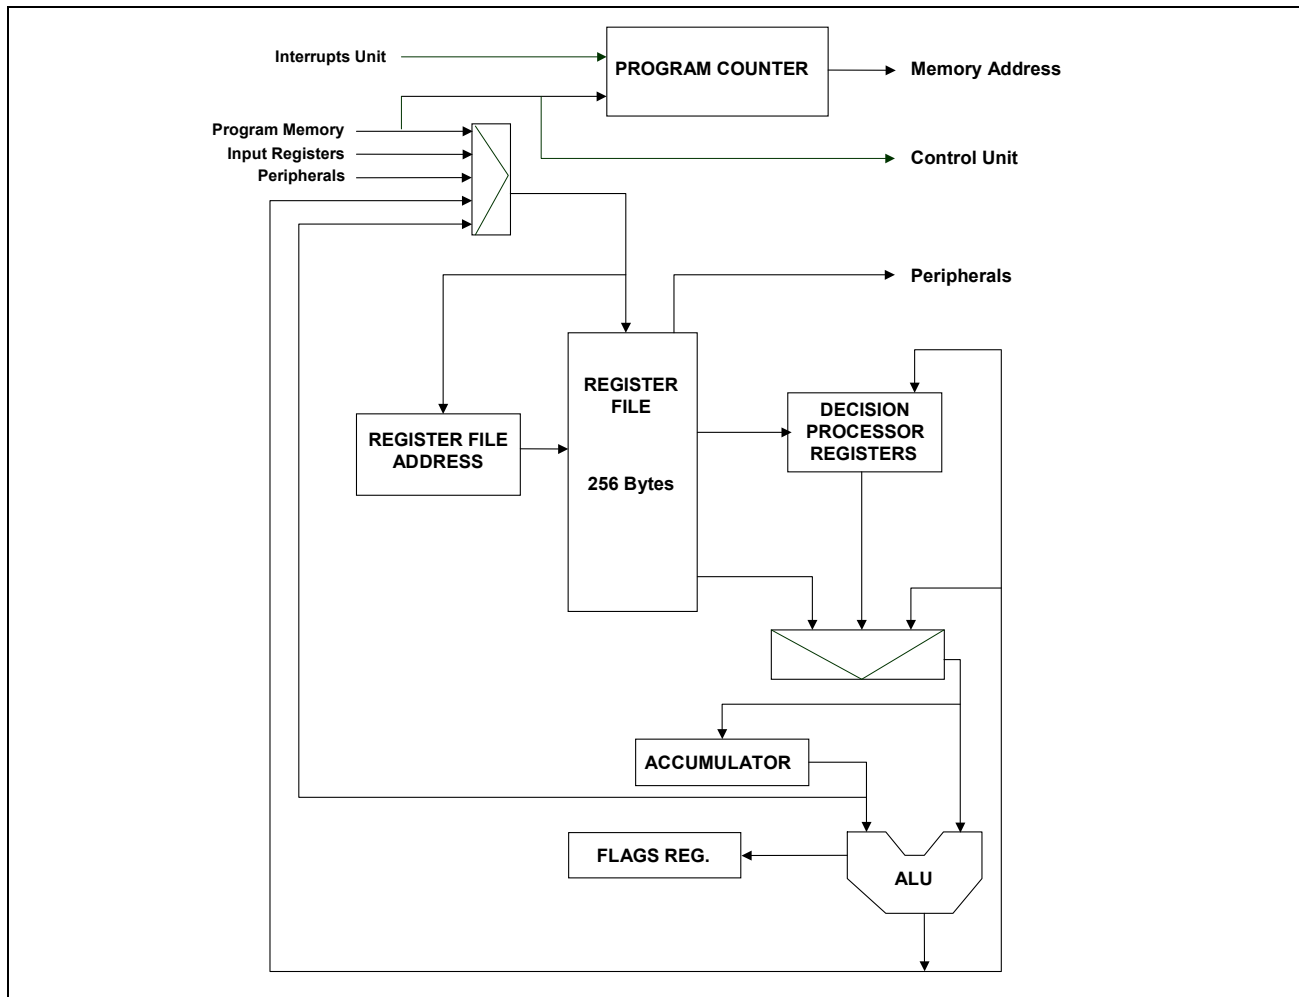 Interrupts Unit
PROGRAM COUNTER
Memory Address
Program Memory
Input Registers
Peripherals
Control Unit
Peripherals
REGISTER
FILE
256 Bytes
REGISTER FILE
ADDRESS
DECISION
PROCESSOR
REGISTERS
ACCUMULATOR
FLAGS REG.
ALU